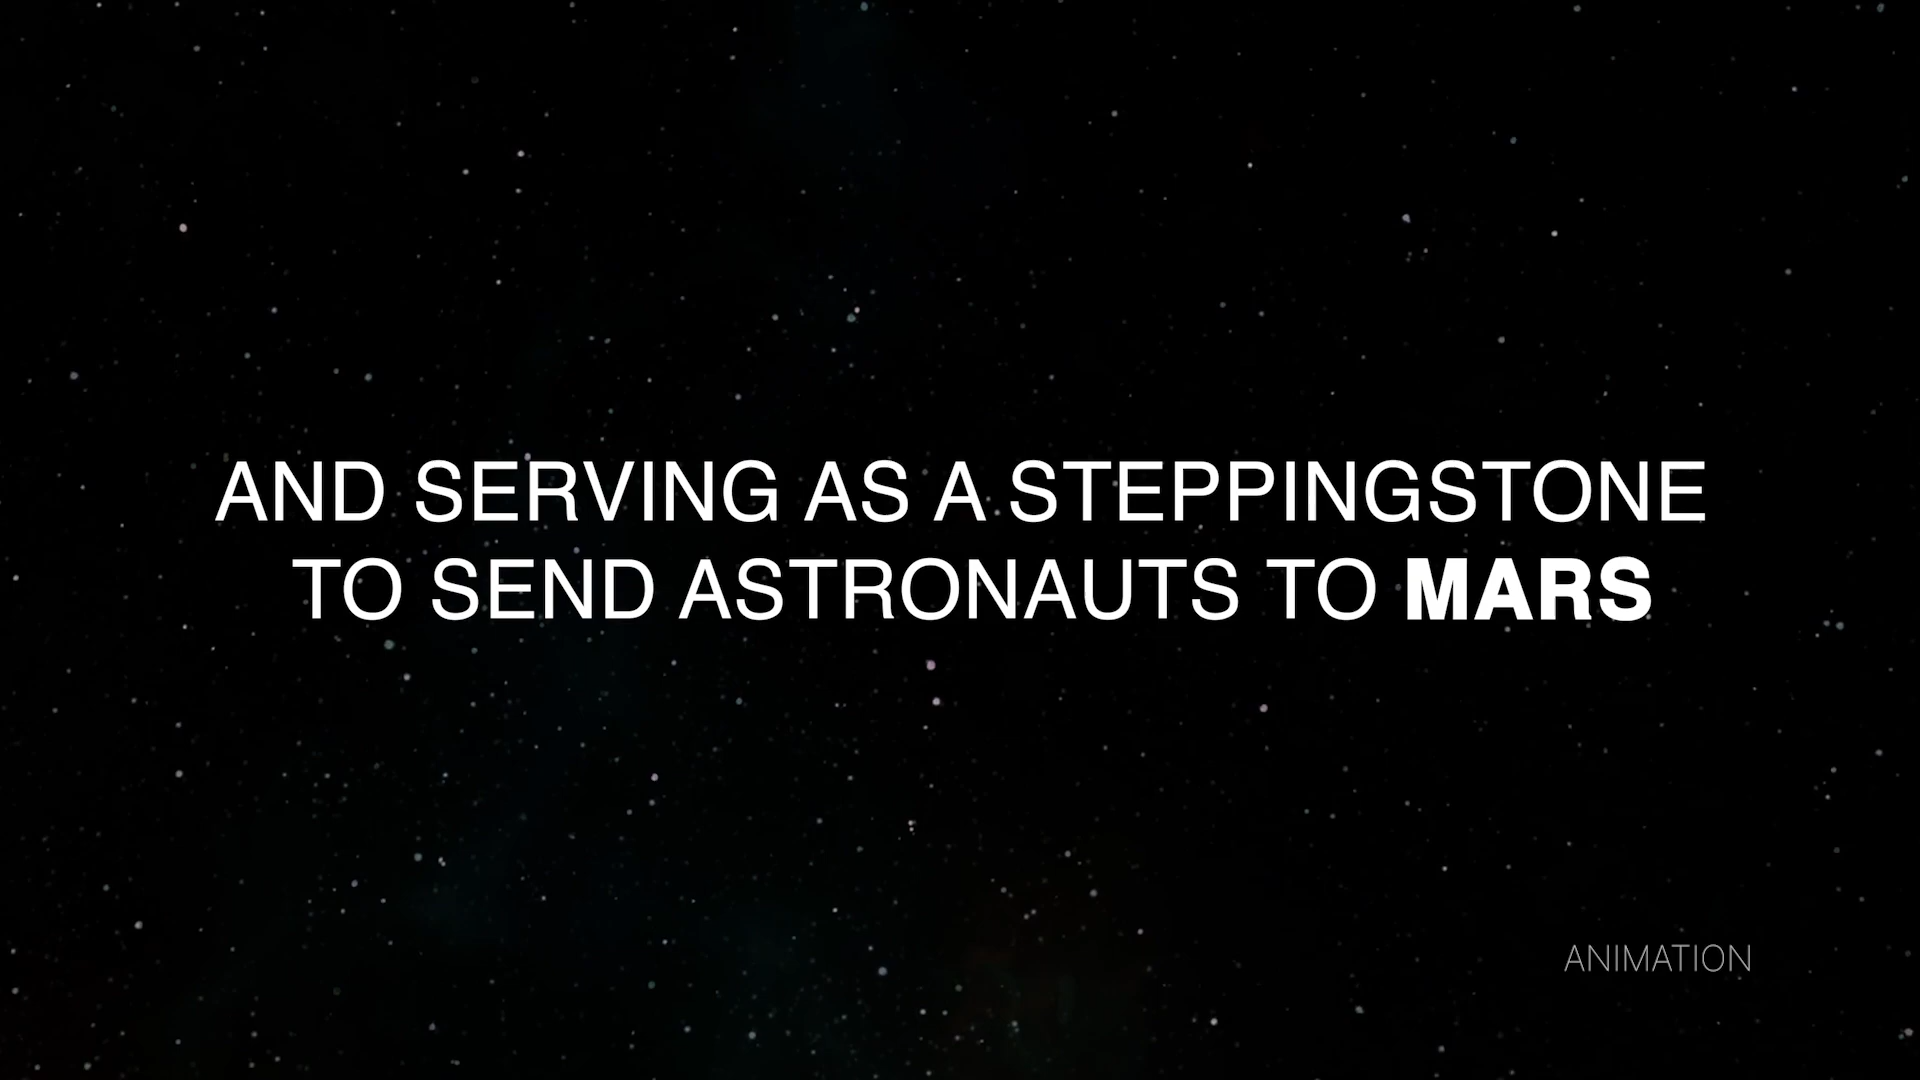 AND SERVING AS A STEPPINGSTONE
TO SEND ASTRONAUTS TO MARS
ANIMATION